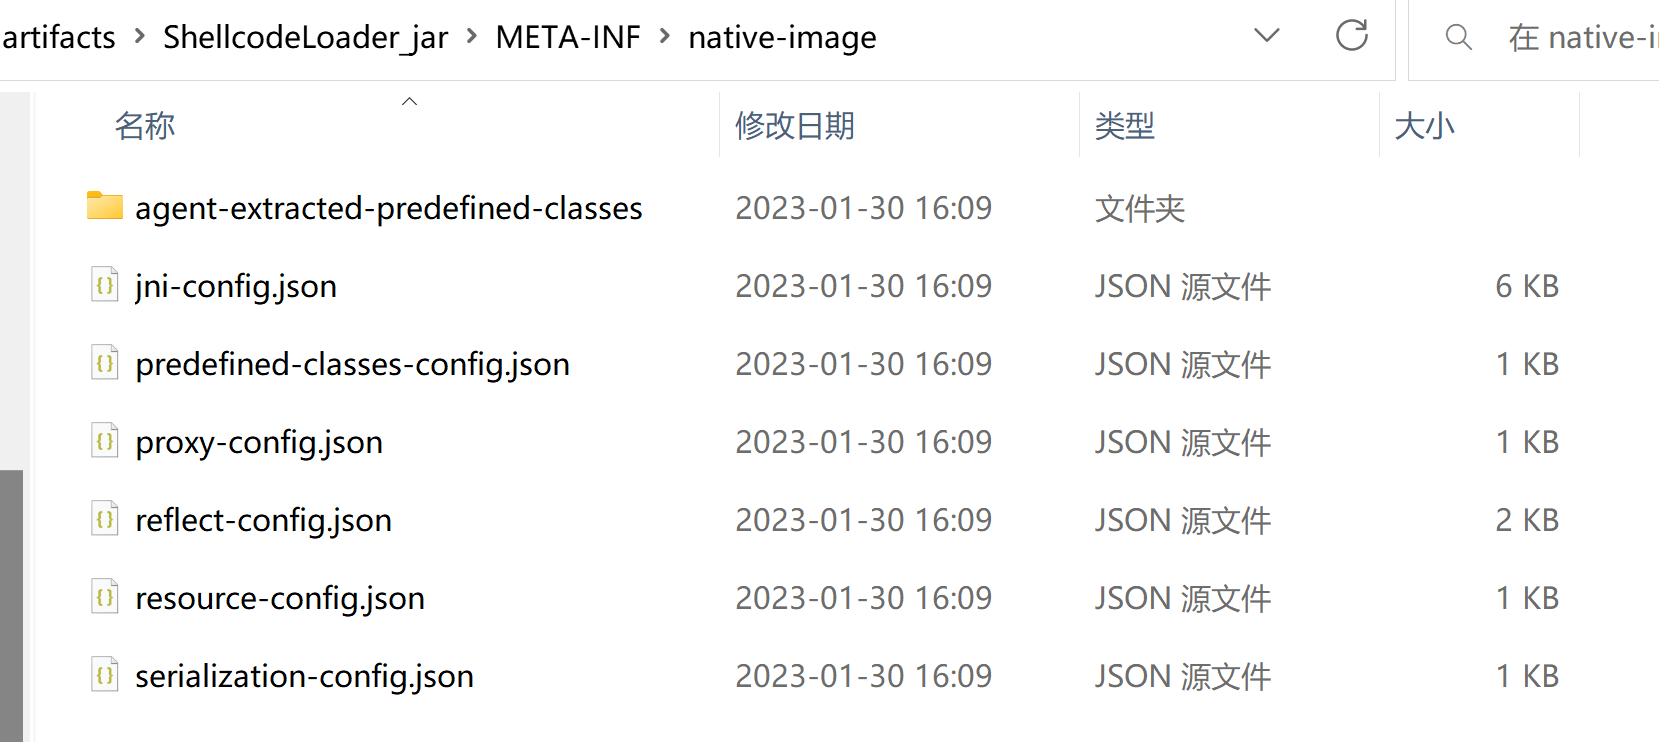 artifacts > ShellcodeLoader_jar > META-INF > native-image 在 native-i
名称 修改日期 类型 大小
agent-extracted-predefined-classes 2023-01-30 16:09 文件夹
jni-config.json 2023-01-30 16:09 JSON 源文件 6 KB
predefined-classes-config.json 2023-01-30 16:09 JSON 源文件 1 KB
proxy-config.json 2023-01-30 16:09 JSON 源文件 1 KB
reflect-config.json 2023-01-30 16:09 JSON 源文件 2 KB
resource-config.json 2023-01-30 16:09 JSON 源文件 1 KB
serialization-config.json 2023-01-30 16:09 JSON 源文件 1 KB